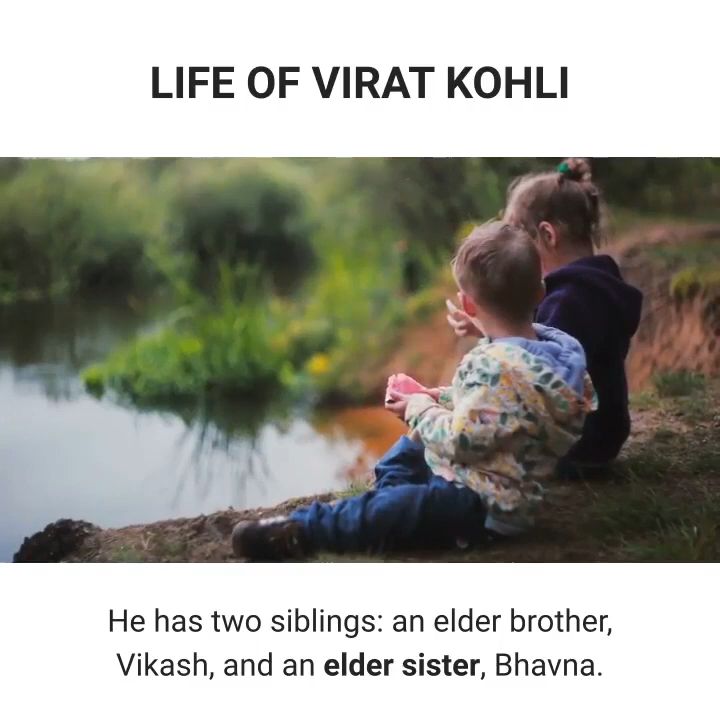 LIFE OF VIRAT KOHLI
He has two siblings: an elder brother,
Vikash, and an elder sister, Bhavna.